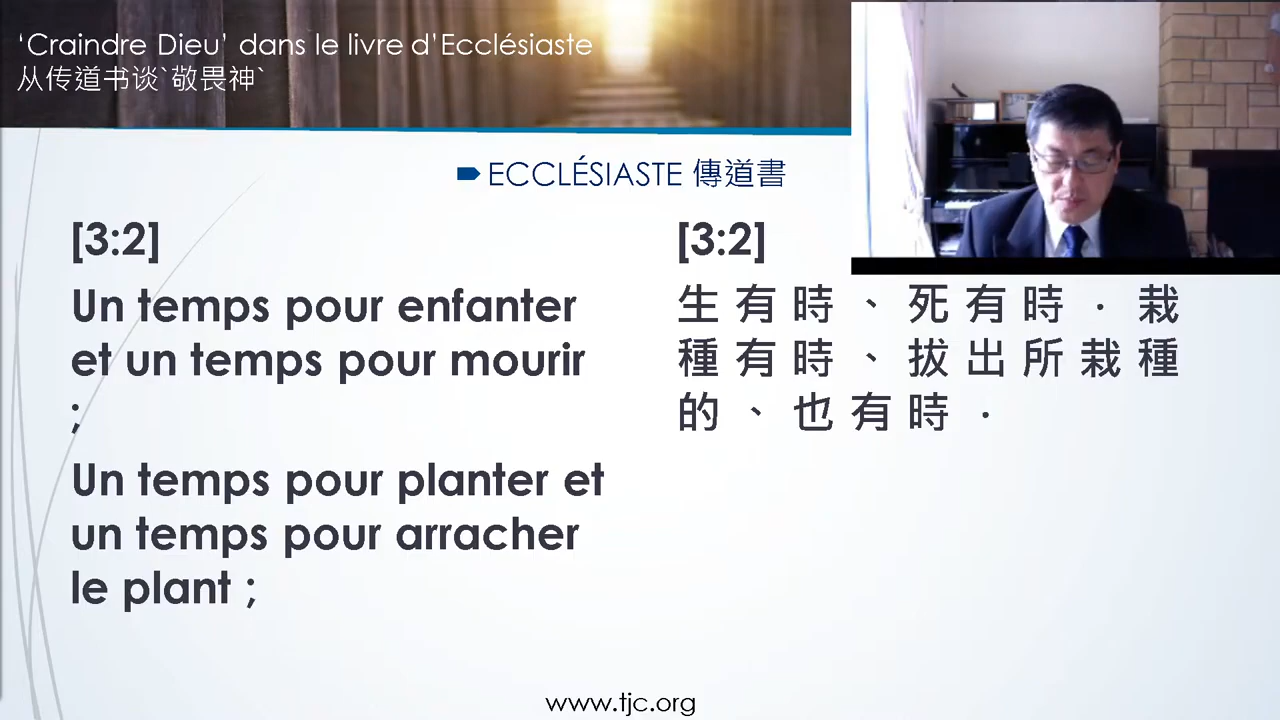 ‘Craindre Dieu’ dans le livre d’Ecclésiaste
从传道书谈`敬畏神`
ECCLÉSIASTE 傳道書
[3:2]
Un temps pour enfanter
et un temps pour mourir
;
Un temps pour planter et
un temps pour arracher
le plant ;
[3:2]
生 有 時 、 死 有 時 ． 栽
種 有 時 、 拔 出 所 栽 種
的 、 也 有 時 ．
www.tjc.org